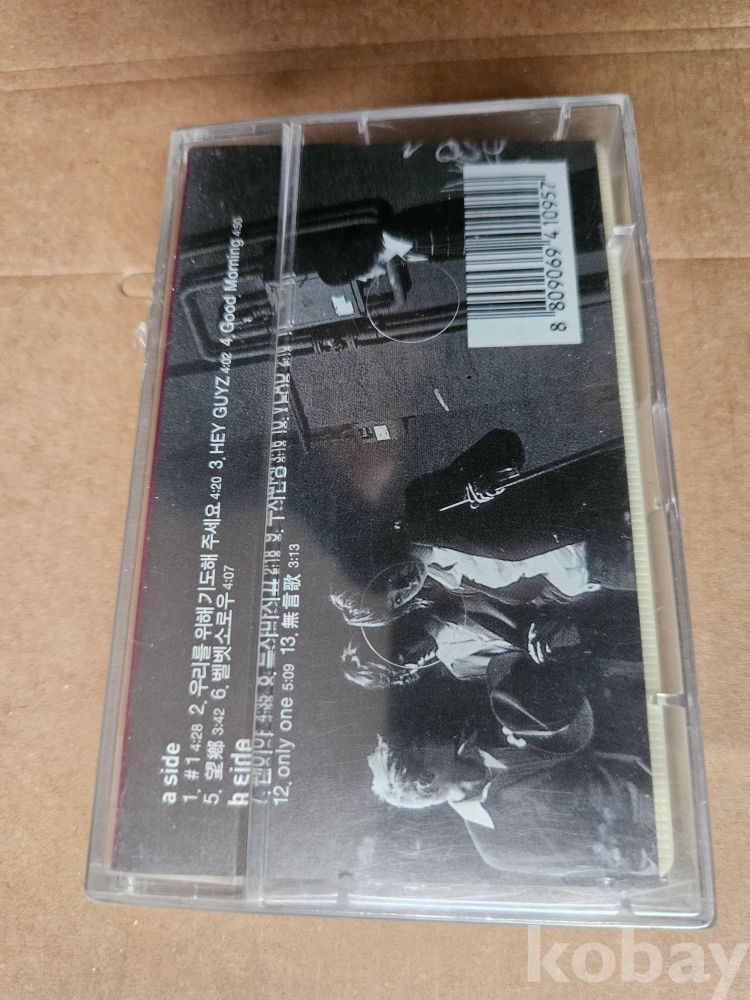 a side
1. #1 4:28 2. 우리를 위해 기도해 주세요 4:20 3. HEY GUYZ 4:02 4. Good Morning 4:50
5. 望鄕 3:42 6. 벨벳 소로우 4:07
b side
12. only one 5:09 13. 無言歌 3:13
8 809069 410957
kobay